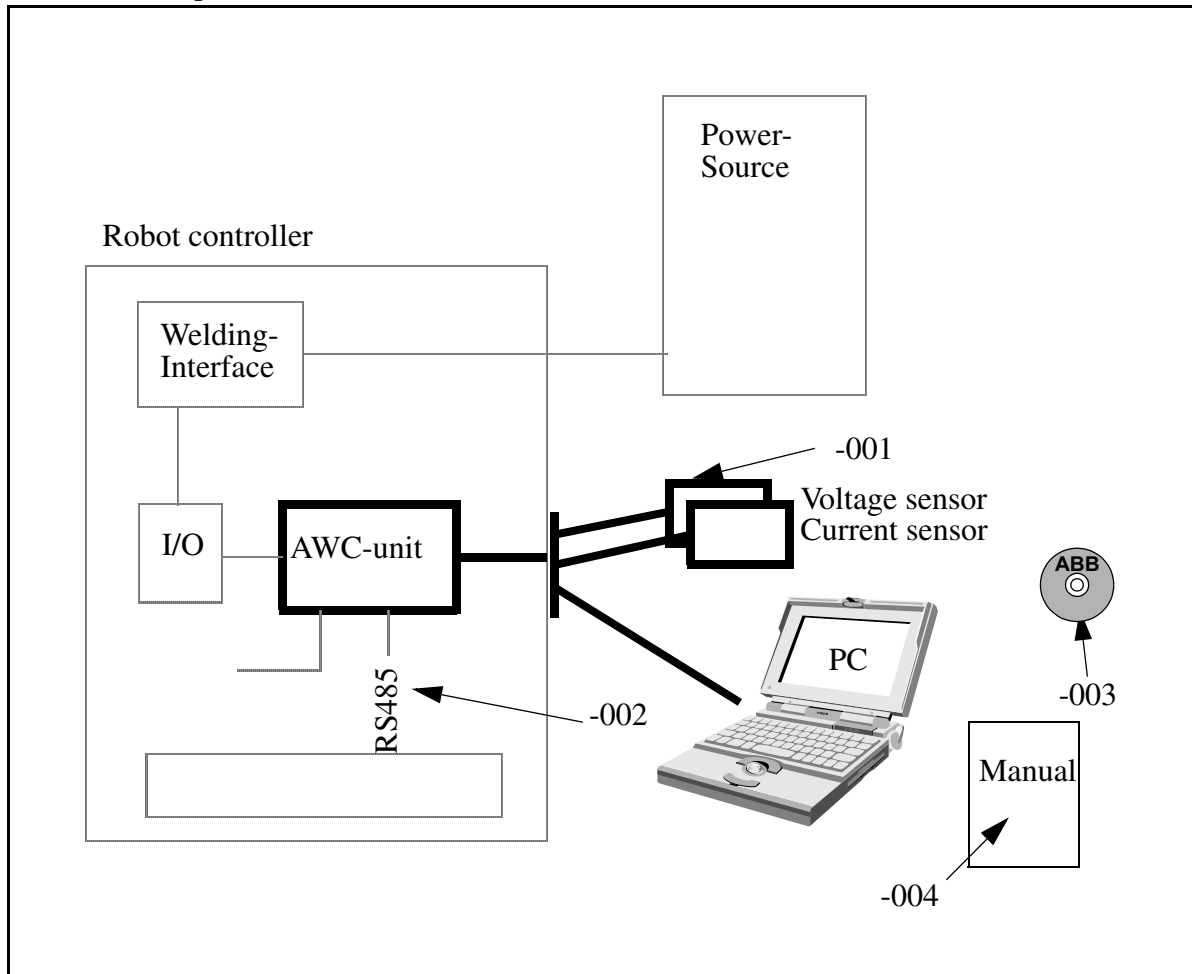 Power-
Source
Robot controller
Welding-
Interface
-001
Voltage sensor
Current sensor
I/O
AWC-unit
ABB
PC
-003
RS485
-002
Manual
-004